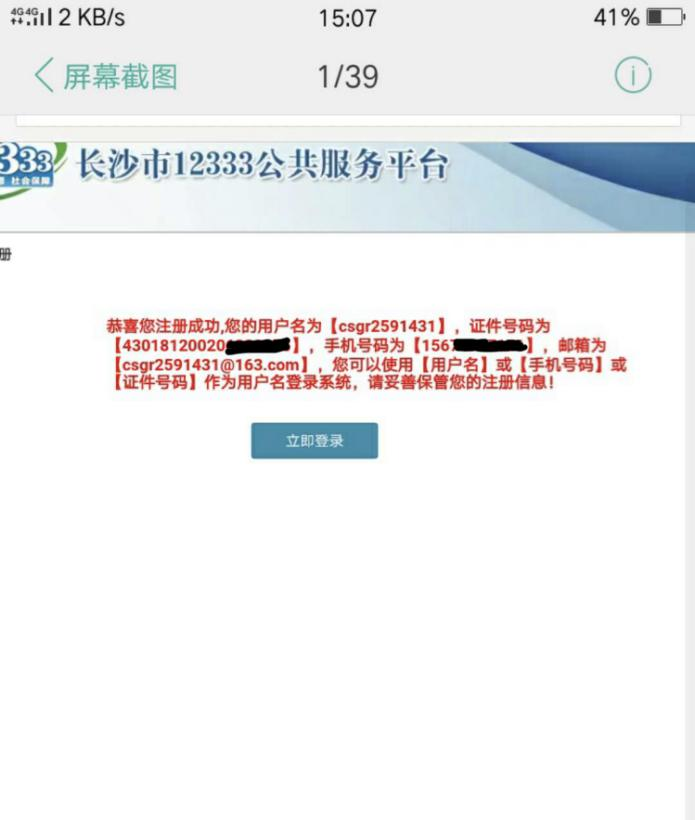 4G 4G 2 KB/s 15:07 41%
屏幕截图 1/39
333 长沙市12333公共服务平台
社会保障
册
恭喜您注册成功,您的用户名为【csgr2591431】, 证件号码为
【43018120020】, 手机号码为【156】, 邮箱为
【csgr2591431@163.com】, 您可以使用【用户名】或【手机号码】或
【证件号码】作为用户名登录系统, 请妥善保管您的注册信息!
立即登录